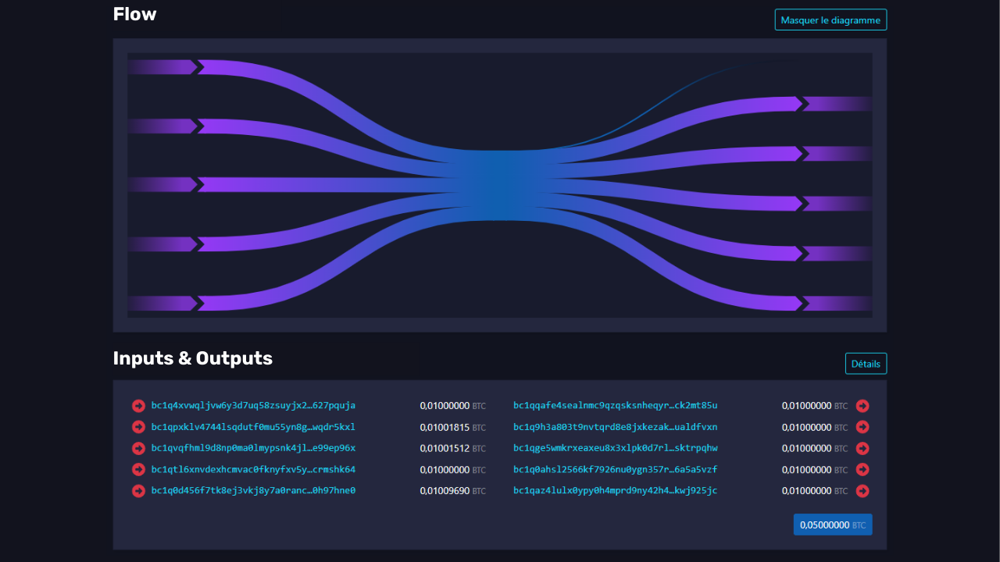 Flow
Masquer le diagramme
Inputs & Outputs
Détails
bc1q4xvwqljvw6y3d7uq58zsuyjx2…627pquja 0,01000000 BTC bc1qqafe4sealnmc9qzqsksnheqyr…ck2mt85u 0,01000000 BTC
bc1qpxklv4744lsqdutf0mu55yn8g…wqdr5kxl 0,01001815 BTC bc1q9h3a803t9nvtqrd8e8jxkezak…ualdfvxn 0,01000000 BTC
bc1qvqfhml9d8np0ma0lmypsnk4jl…e99ep96x 0,01001512 BTC bc1qge5wmkrxeaxeu8x3xlpk0d7rl…sktrpqhw 0,01000000 BTC
bc1qtl6xnvdexhcmvac0fknyfxv5y…crmshk64 0,01000000 BTC bc1q0ahsl2566kf7926nu0ygn357r…6a5a5vzf 0,01000000 BTC
bc1q0d456f7tk8ej3vkj8y7a0ranc…0h97hne0 0,01009690 BTC bc1qaz4lulx0ypy0h4mprd9ny42h4…kwj925jc 0,01000000 BTC
0,05000000 BTC